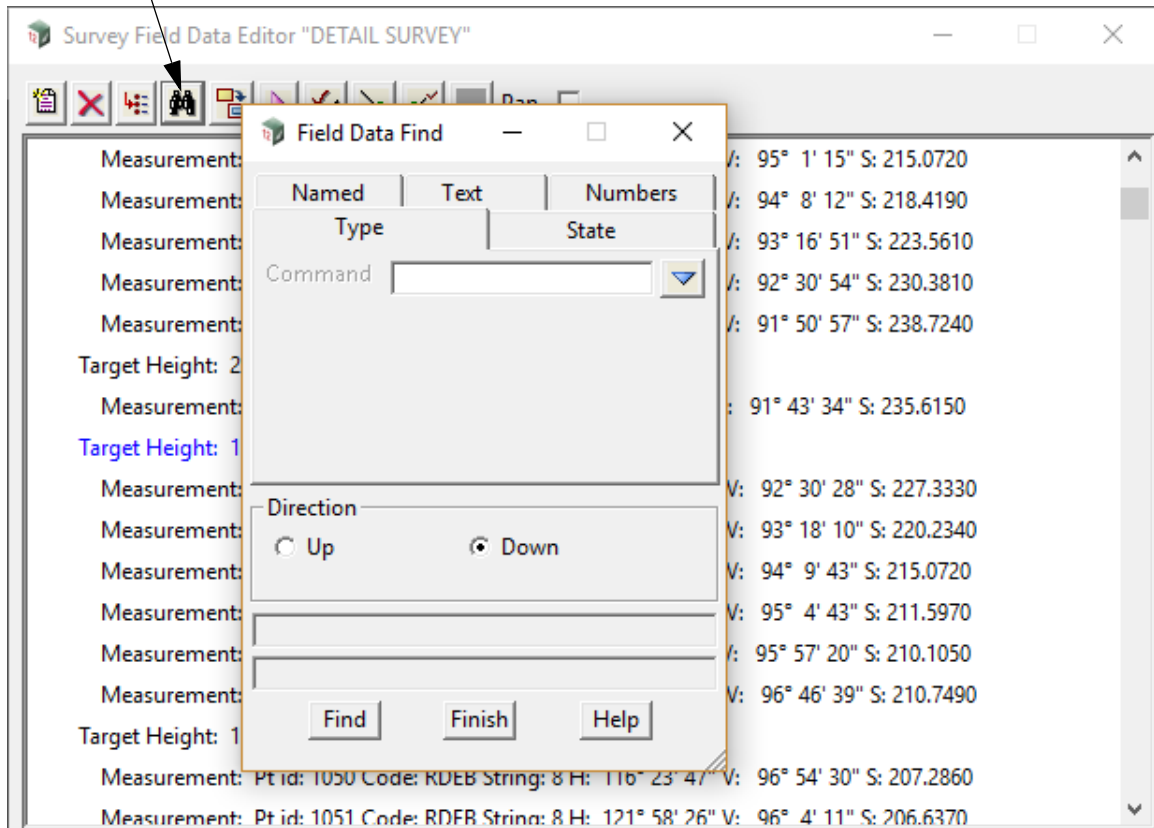 Survey Field Data Editor "DETAIL SURVEY"
Field Data Find
Named Text Numbers
Type State
Command
Direction
Up Down
Find Finish Help
Measurement: V: 95° 1' 15" S: 215.0720
Measurement: V: 94° 8' 12" S: 218.4190
Measurement: V: 93° 16' 51" S: 223.5610
Measurement: V: 92° 30' 54" S: 230.3810
Measurement: V: 91° 50' 57" S: 238.7240
Target Height: 2
Measurement: : 91° 43' 34" S: 235.6150
Target Height: 1
Measurement: V: 92° 30' 28" S: 227.3330
Measurement: V: 93° 18' 10" S: 220.2340
Measurement: V: 94° 9' 43" S: 215.0720
Measurement: V: 95° 4' 43" S: 211.5970
Measurement: V: 95° 57' 20" S: 210.1050
Measurement: V: 96° 46' 39" S: 210.7490
Target Height: 1
Measurement: Pt id: 1050 Code: RDEB String: 8 H: 116° 23' 47" V: 96° 54' 30" S: 207.2860
Measurement: Pt id: 1051 Code: RDEB String: 8 H: 121° 58' 26" V: 96° 4' 11" S: 206.6370